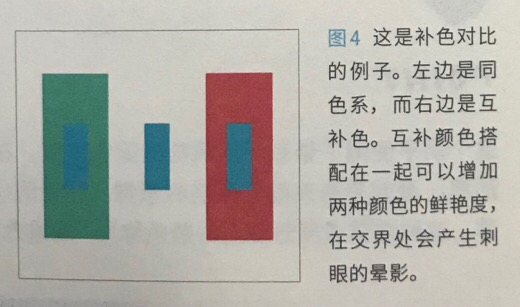 图4 这是补色对比
的例子。左边是同
色系，而右边是互
补色。互补颜色搭
配在一起可以增加
两种颜色的鲜艳度，
在交界处会产生刺
眼的晕影。